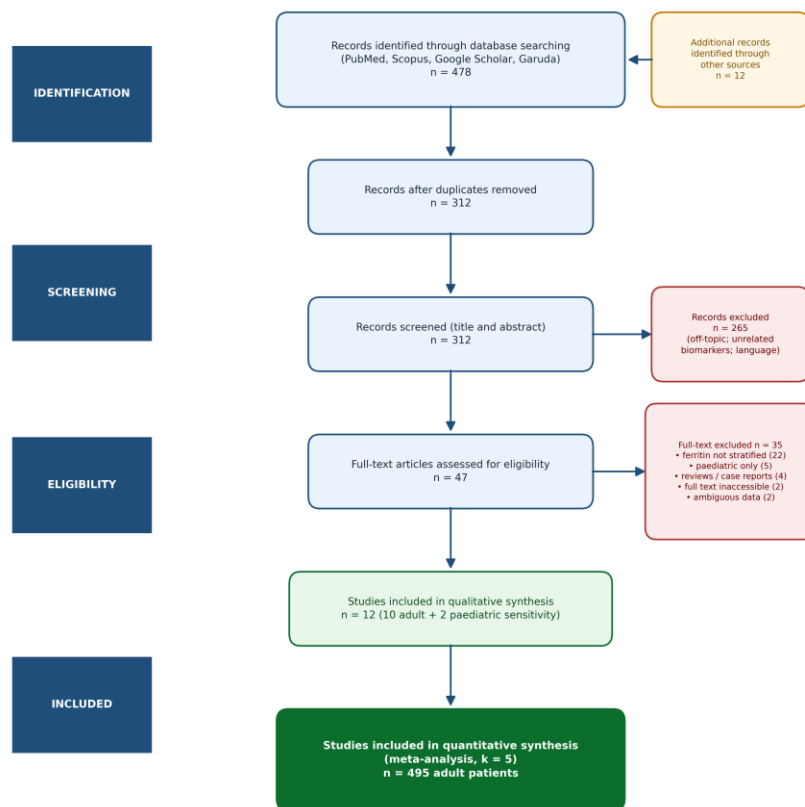 IDENTIFICATION
Records identified through database searching
(PubMed, Scopus, Google Scholar, Garuda)
n = 478
Additional records
identified through
other sources
n = 12
Records after duplicates removed
n = 312
SCREENING
Records screened (title and abstract)
n = 312
Records excluded
n = 265
(off-topic; unrelated
biomarkers; language)
ELIGIBILITY
Full-text articles assessed for eligibility
n = 47
Full-text excluded n = 35
• ferritin not stratified (22)
• paediatric only (5)
• reviews / case reports (4)
• full text inaccessible (2)
• ambiguous data (2)
Studies included in qualitative synthesis
n = 12 (10 adult + 2 paediatric sensitivity)
INCLUDED
Studies included in quantitative synthesis
(meta-analysis, k = 5)
n = 495 adult patients